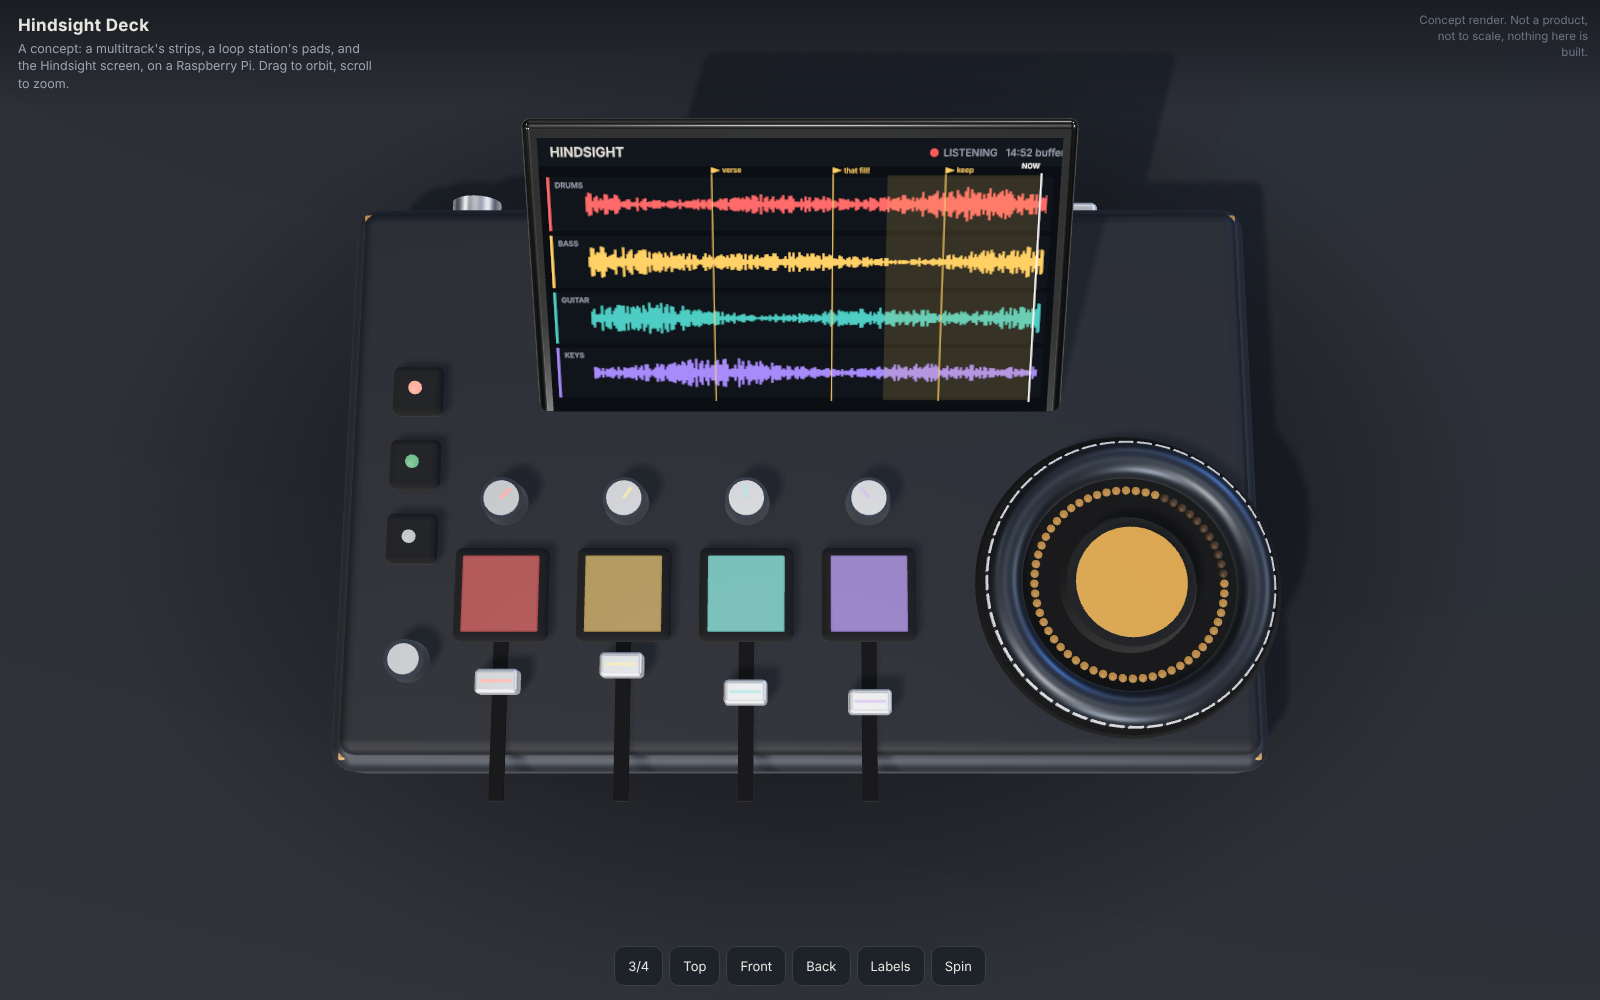 Hindsight Deck
A concept: a multitrack's strips, a loop station's pads, and
the Hindsight screen, on a Raspberry Pi. Drag to orbit, scroll
to zoom.
Concept render. Not a product,
not to scale, nothing here is
built.
HINDSIGHT
LISTENING 14:52 buffer
NOW
verse
that fill!
keep
DRUMS
BASS
GUITAR
KEYS
3/4
Top
Front
Back
Labels
Spin